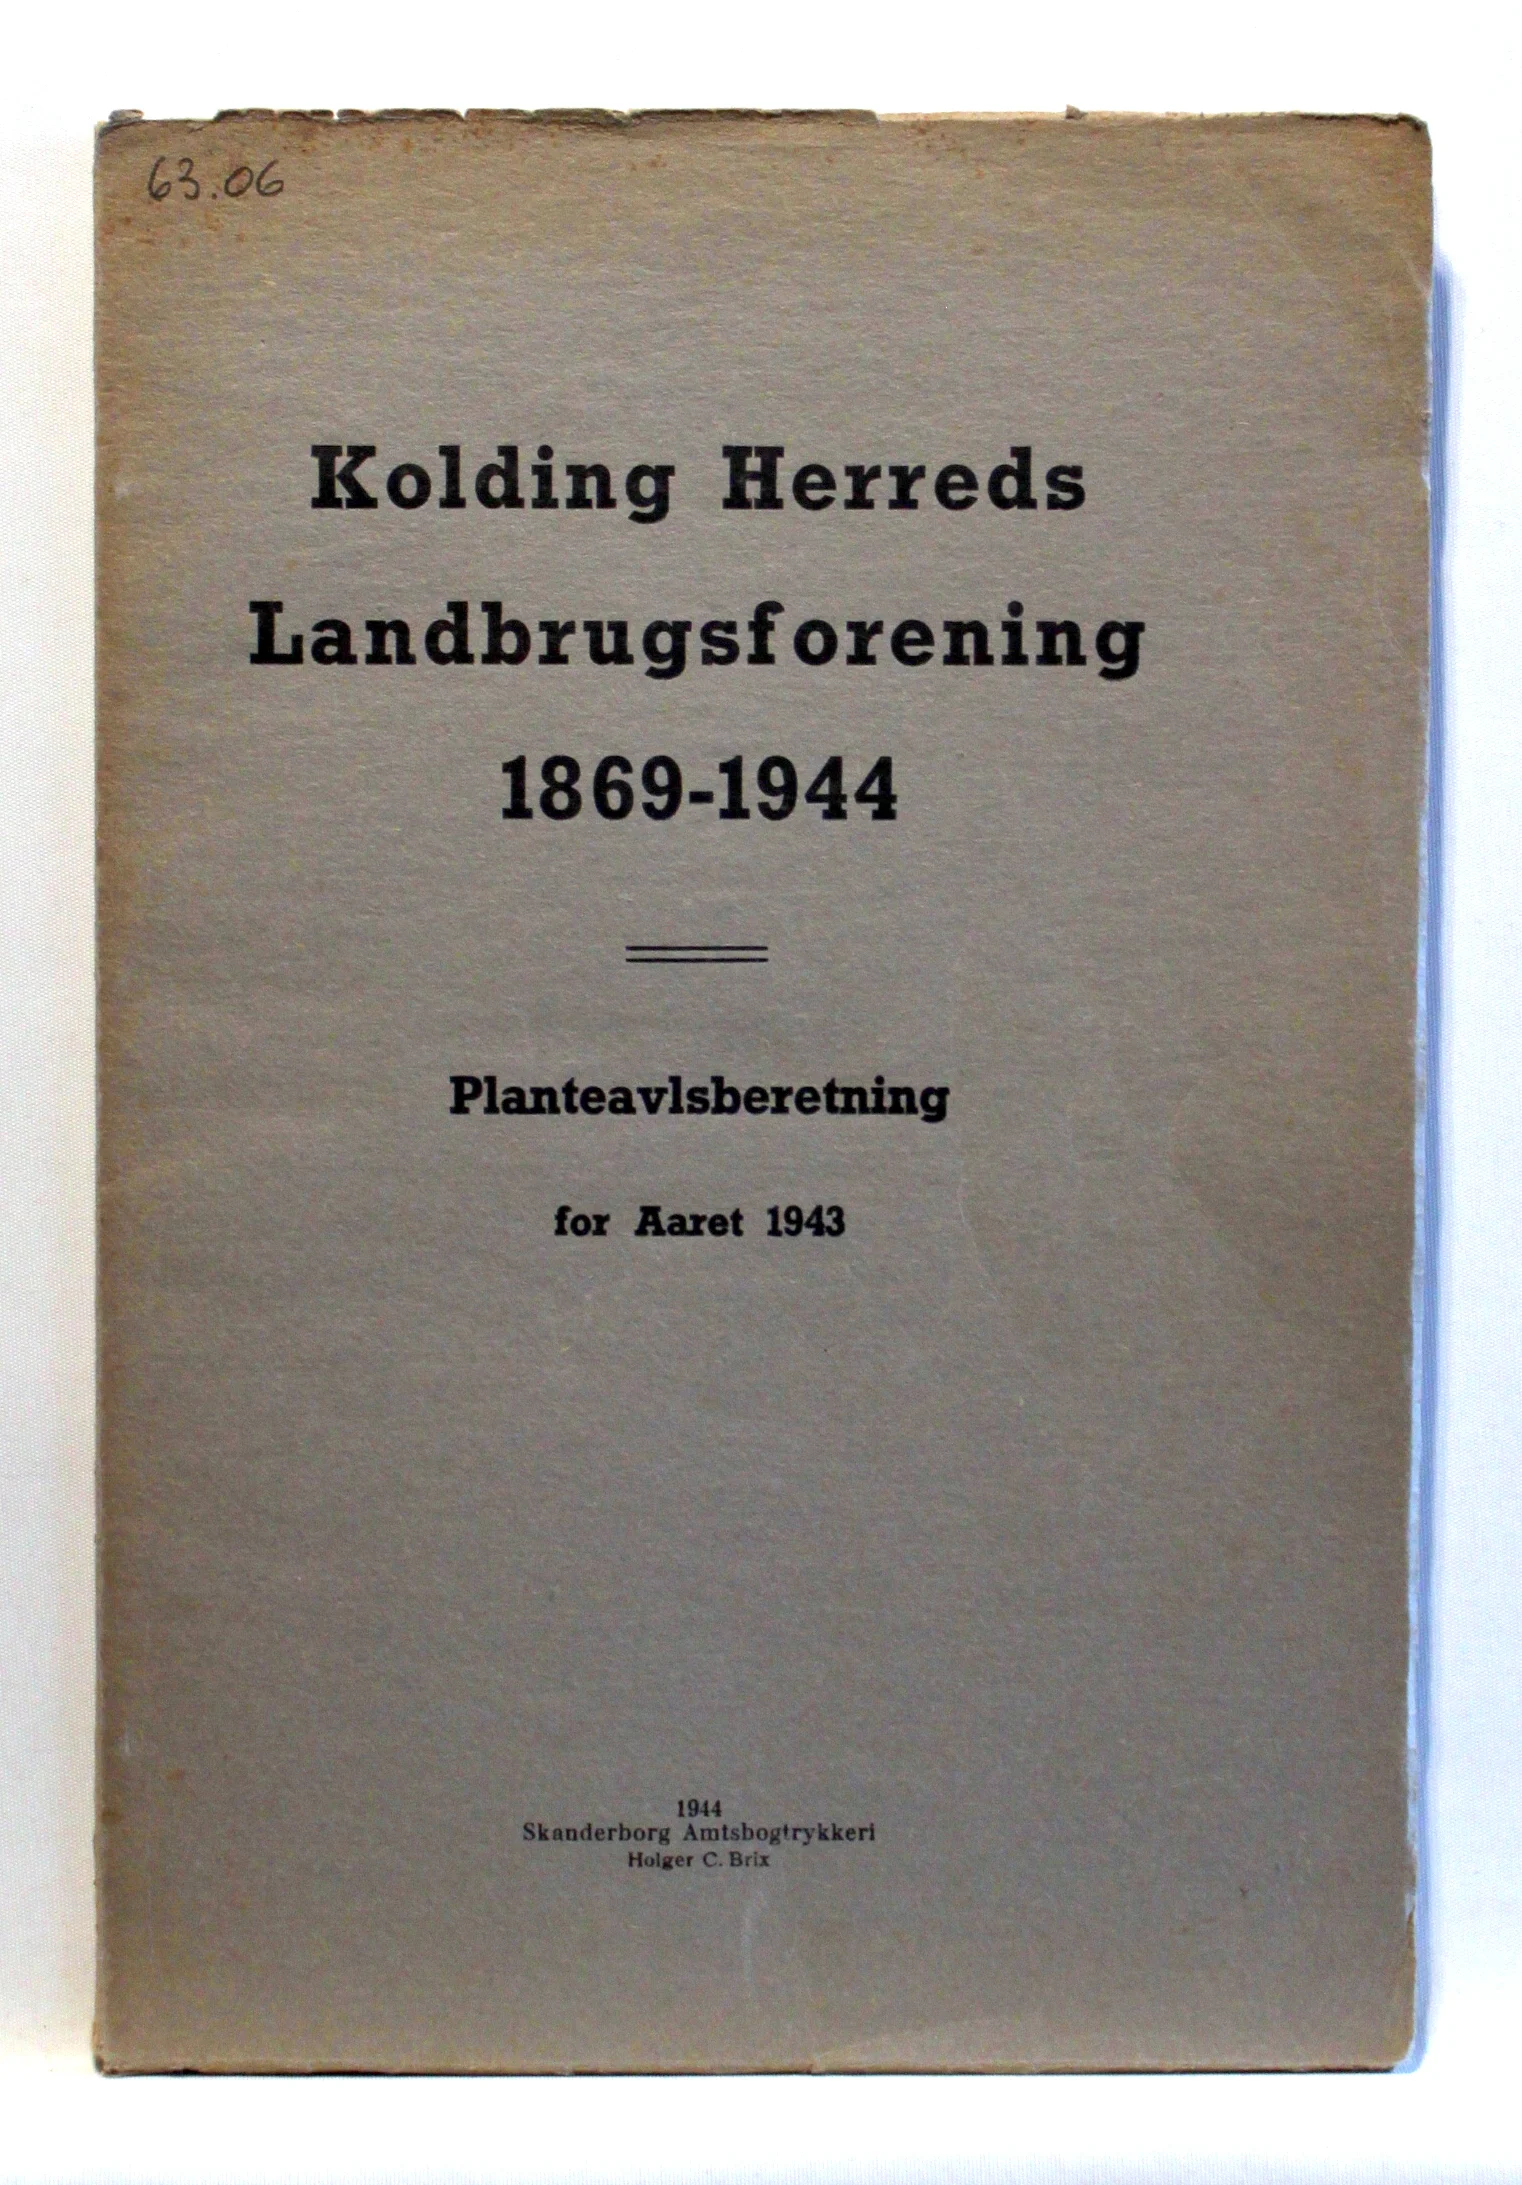 63.06
Kolding Herreds
Landbrugsforening
1869-1944
Planteavlsberetning
for Aaret 1943
1944
Skanderborg Amtsbogtrykkeri
Holger C. Brix